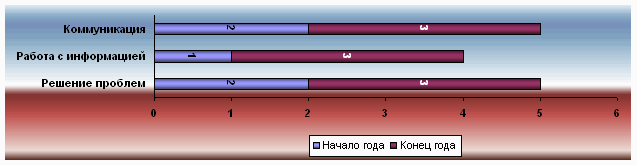 Коммуникация 2 3
Работа с информацией 1 3
Решение проблем 2 3
0 1 2 3 4 5 6
Начало года Конец года